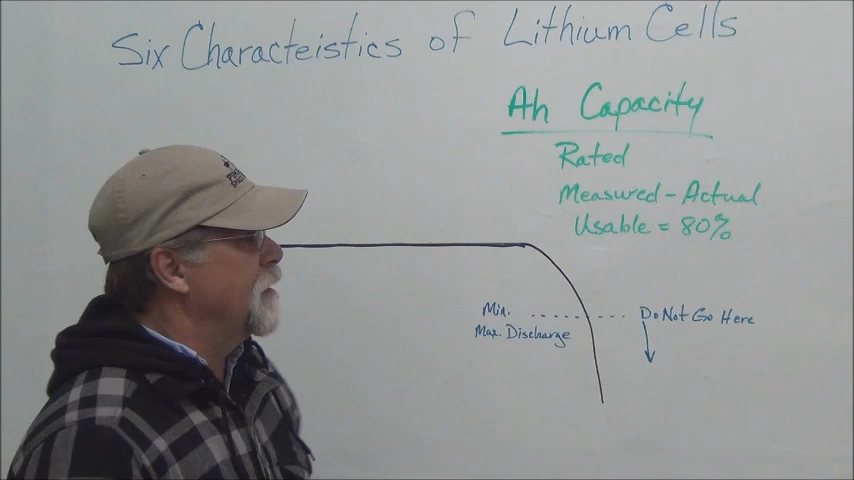 Six Characteistics of Lithium Cells
Ah Capacity
Rated
Measured - Actual
Usable = 80%
Min.
Max. Discharge
Do Not Go Here